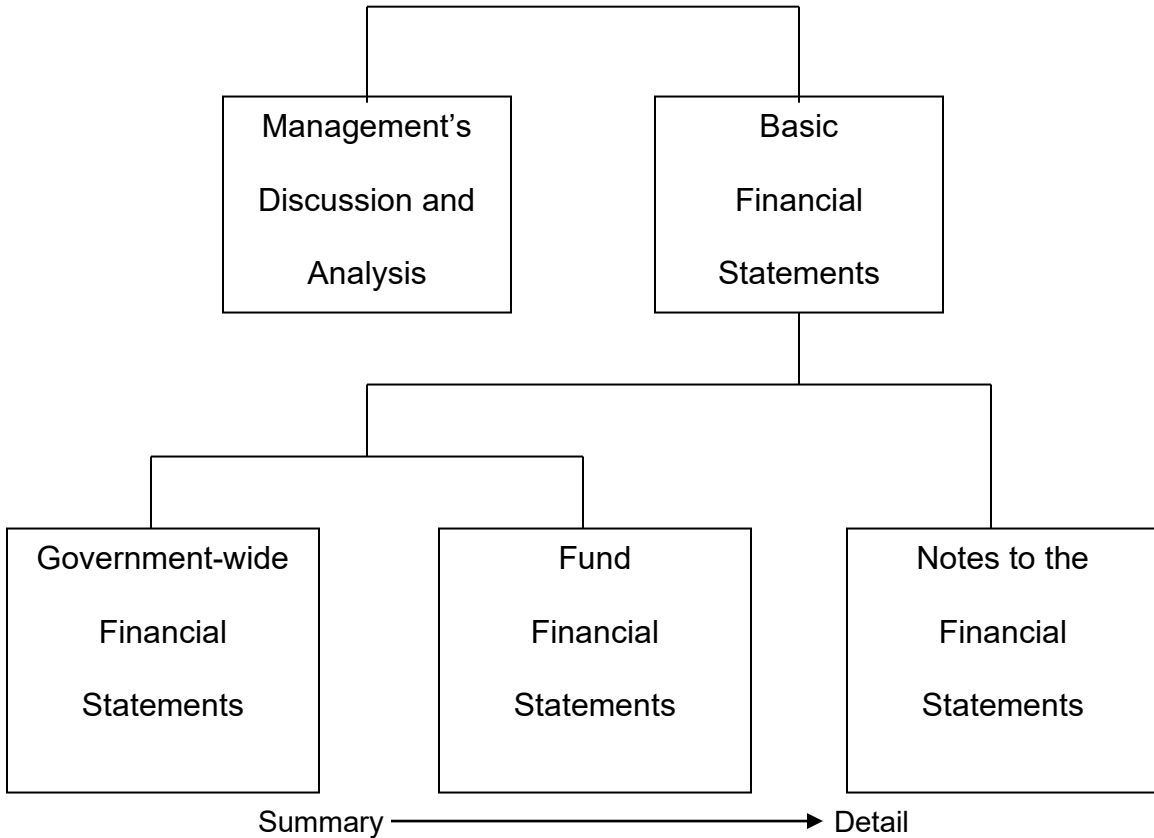 Management’s
Discussion and
Analysis
Basic
Financial
Statements
Government-wide
Financial
Statements
Fund
Financial
Statements
Notes to the
Financial
Statements
Summary
Detail